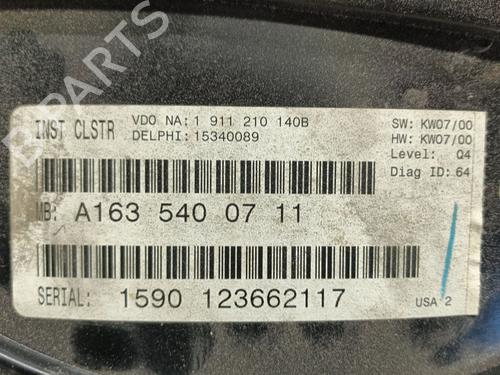 INST CLSTR
VDO NA: 1 911 210 140B
DELPHI: 15340089
SW: KW07/00
HW: KW07/00
Level: Q4
Diag ID: 64
MB: A163 540 07 11
SERIAL: 1590 123662117
USA 2